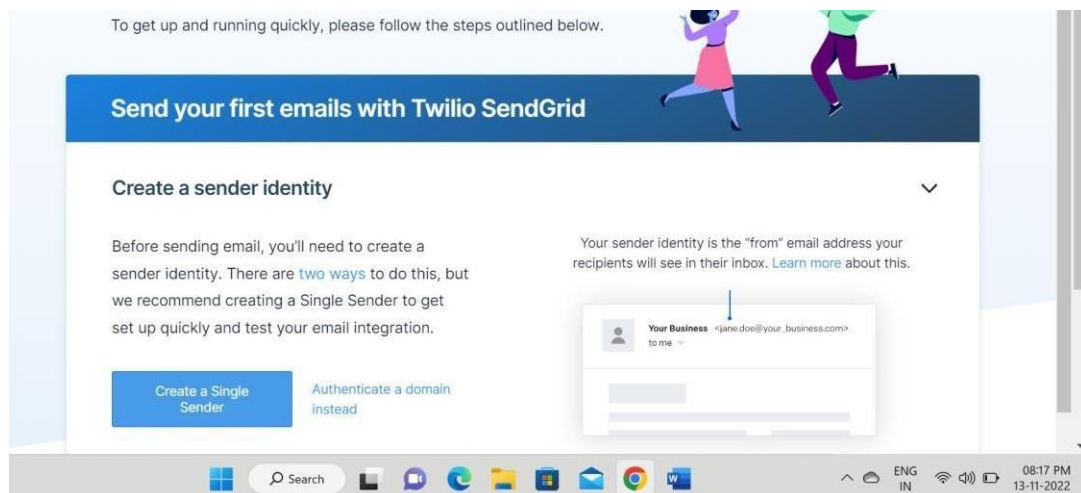 To get up and running quickly, please follow the steps outlined below.
Send your first emails with Twilio SendGrid
Create a sender identity
Before sending email, you'll need to create a
sender identity. There are two ways to do this, but
we recommend creating a Single Sender to get
set up quickly and test your email integration.
Create a Single
Sender
Authenticate a domain
instead
Your sender identity is the "from" email address your
recipients will see in their inbox. Learn more about this.
Your Business <jane.doe@your_business.com>
to me
Search
ENG
IN
08:17 PM
13-11-2022